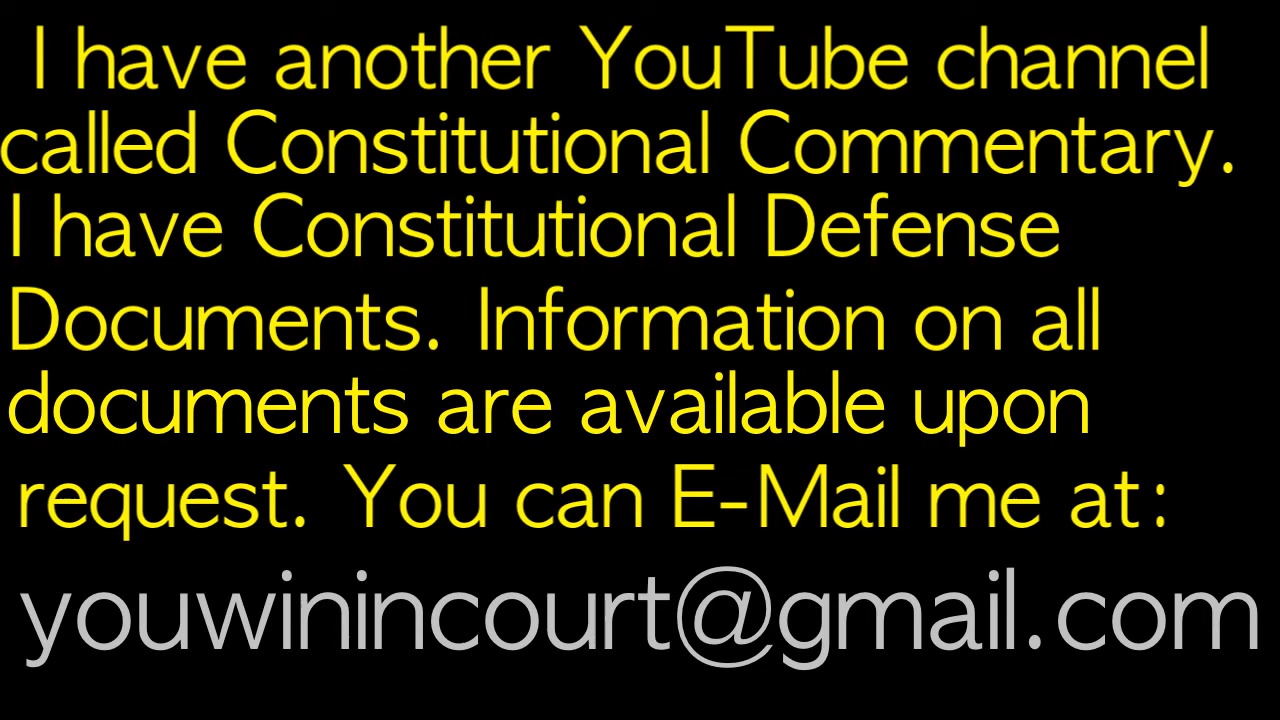 I have another YouTube channel
called Constitutional Commentary.
I have Constitutional Defense
Documents. Information on all
documents are available upon
request. You can E-Mail me at:
youwinincourt@gmail.com